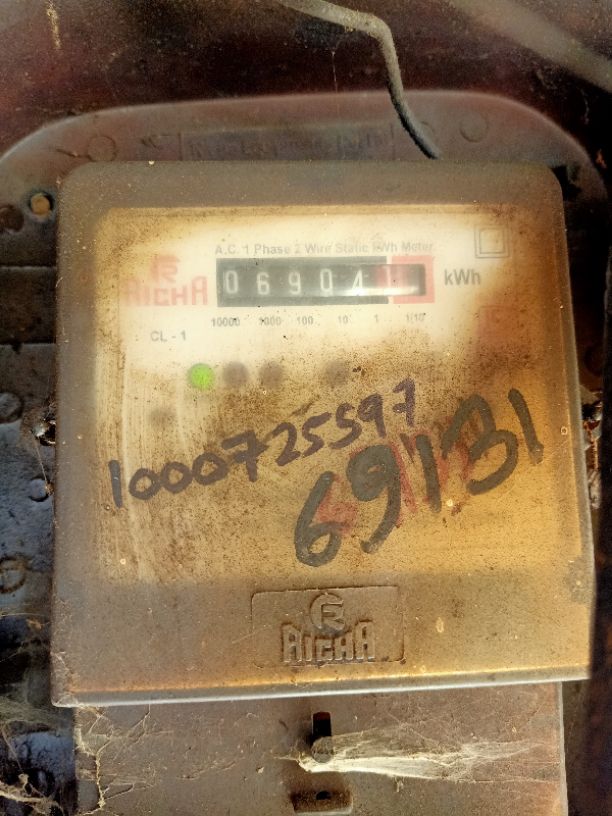 A.C. 1 Phase 2 Wire Static kWh Meter
RICHA
06904
kWh
10000 1000 100 10 1 1/10
CL - 1
1000725597
69131
RICHA